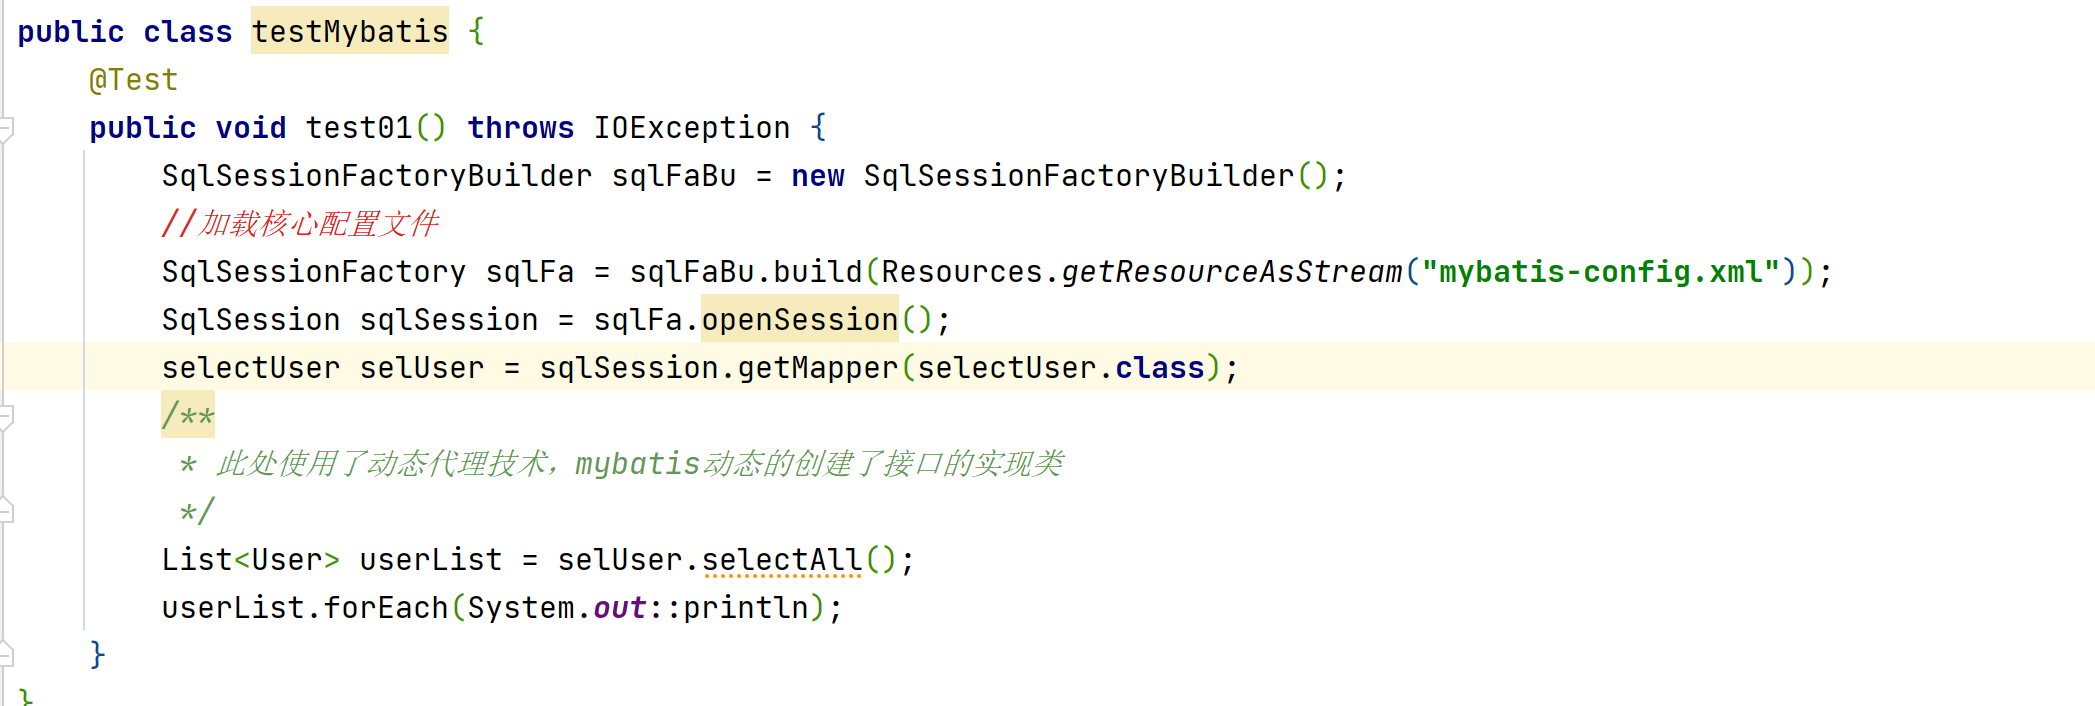 public class testMybatis {
@Test
public void test01() throws IOException {
SqlSessionFactoryBuilder sqlFaBu = new SqlSessionFactoryBuilder();
//加载核心配置文件
SqlSessionFactory sqlFa = sqlFaBu.build(Resources.getResourceAsStream("mybatis-config.xml"));
SqlSession sqlSession = sqlFa.openSession();
selectUser selUser = sqlSession.getMapper(selectUser.class);
/**
* 此处使用了动态代理技术，mybatis动态的创建了接口的实现类
*/
List<User> userList = selUser.selectAll();
userList.forEach(System.out::println);
}
}